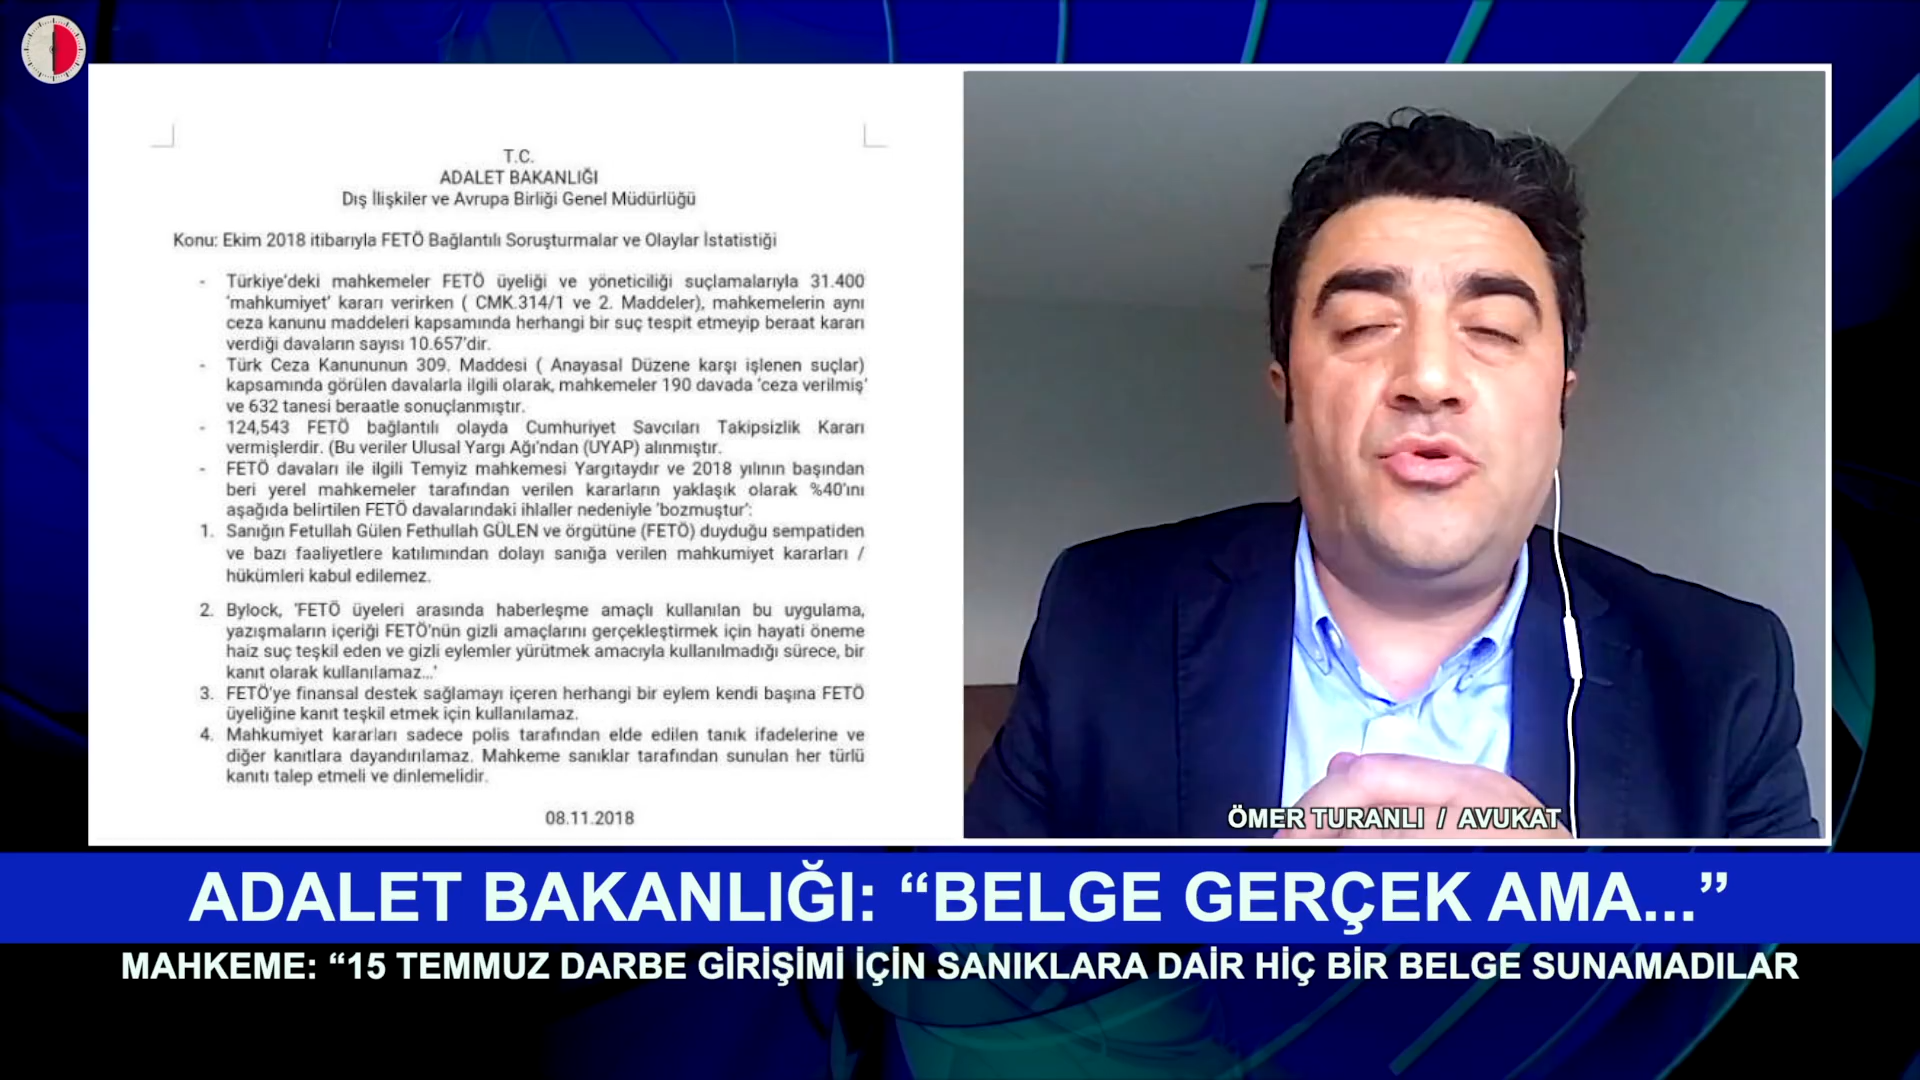 T.C.
ADALET BAKANLIĞI
Dış İlişkiler ve Avrupa Birliği Genel Müdürlüğü
Konu: Ekim 2018 itibarıyla FETÖ Bağlantılı Soruşturmalar ve Olaylar İstatistiği
- Türkiye'deki mahkemeler FETÖ üyeliği ve yöneticiliği suçlamalarıyla 31.400
'mahkumiyet' kararı verirken ( CMK.314/1 ve 2. Maddeler), mahkemelerin aynı
ceza kanunu maddeleri kapsamında herhangi bir suç tespit etmeyip beraat kararı
verdiği davaların sayısı 10.657'dir.
- Türk Ceza Kanununun 309. Maddesi ( Anayasal Düzene karşı işlenen suçlar)
kapsamında görülen davalarla ilgili olarak, mahkemeler 190 davada 'ceza verilmiş'
ve 632 tanesi beraatle sonuçlanmıştır.
- 124,543 FETÖ bağlantılı olayda Cumhuriyet Savcıları Takipsizlik Kararı
vermişlerdir. (Bu veriler Ulusal Yargı Ağı'ndan (UYAP) alınmıştır.
- FETÖ davaları ile ilgili Temyiz mahkemesi Yargıtaydır ve 2018 yılının başından
beri yerel mahkemeler tarafından verilen kararların yaklaşık olarak %40'ını
aşağıda belirtilen FETÖ davalarındaki ihlaller nedeniyle 'bozmuştur':
1. Sanığın Fetullah Gülen Fethullah GÜLEN ve örgütüne (FETÖ) duyduğu sempatiden
ve bazı faaliyetlere katılımından dolayı sanığa verilen mahkumiyet kararları /
hükümleri kabul edilemez.
2. Bylock, 'FETÖ üyeleri arasında haberleşme amaçlı kullanılan bu uygulama,
yazışmaların içeriği FETÖ'nün gizli amaçlarını gerçekleştirmek için hayati öneme
haiz suç teşkil eden ve gizli eylemler yürütmek amacıyla kullanılmadığı sürece, bir
kanıt olarak kullanılamaz...'
3. FETÖ'ye finansal destek sağlamayı içeren herhangi bir eylem kendi başına FETÖ
üyeliğine kanıt teşkil etmek için kullanılamaz.
4. Mahkumiyet kararları sadece polis tarafından elde edilen tanık ifadelerine ve
diğer kanıtlara dayandırılamaz. Mahkeme sanıklar tarafından sunulan her türlü
kanıtı talep etmeli ve dinlemelidir.
08.11.2018
ÖMER TURANLI / AVUKAT
ADALET BAKANLIĞI: “BELGE GERÇEK AMA...”
MAHKEME: “15 TEMMUZ DARBE GİRİŞİMİ İÇİN SANIKLARA DAİR HİÇ BİR BELGE SUNAMADILAR